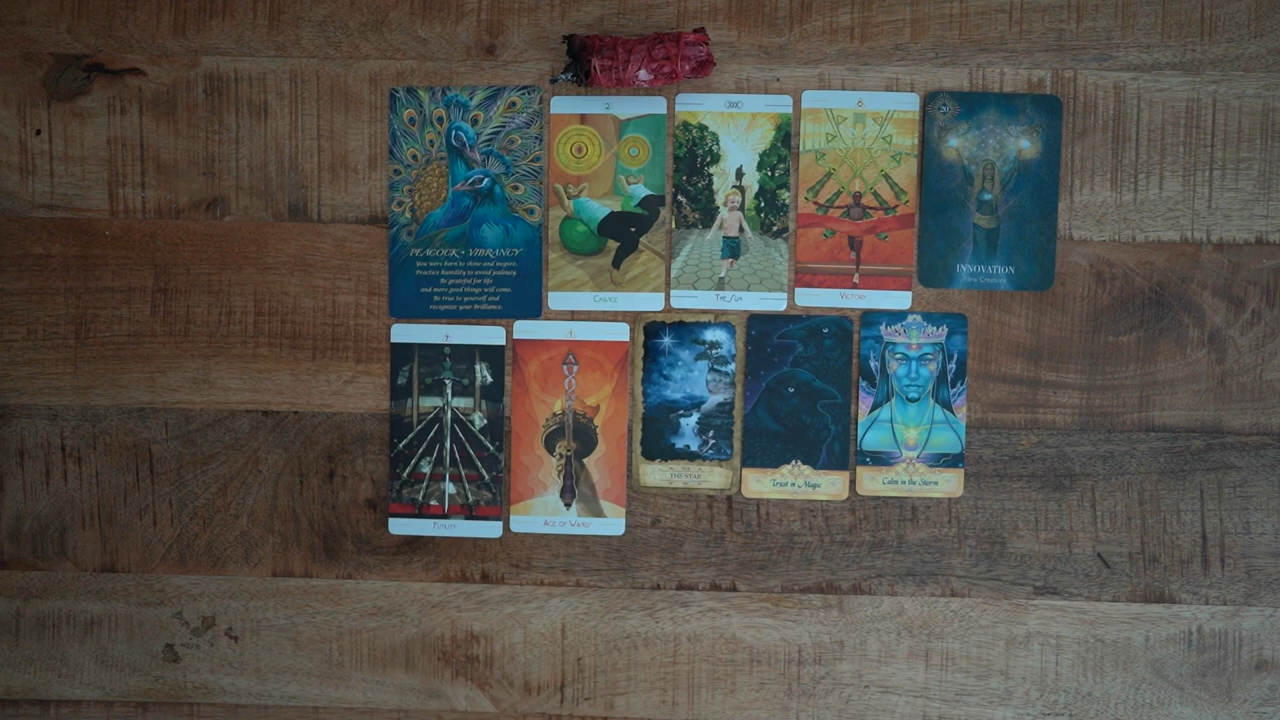 PEACOCK • VIBRANCY
You were born to shine and inspire.
Practice humility to avoid jealousy.
Be grateful for life
and more good things will come.
Be true to yourself and
recognize your brilliance.
2
CHANGE
XIX
THE SUN
6
VICTORY
20
INNOVATION
New Creations
7
FUTILITY
1
ACE OF WANDS
THE STAR
Trust in Magic
Calm in the Storm